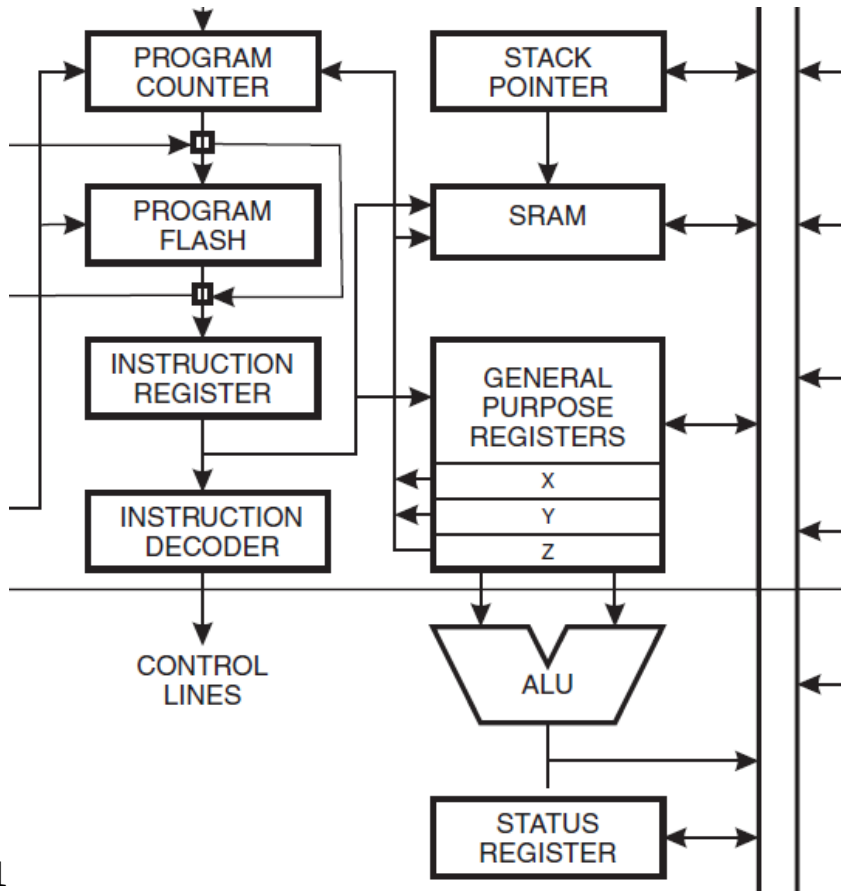 PROGRAM
COUNTER
STACK
POINTER
PROGRAM
FLASH
SRAM
INSTRUCTION
REGISTER
GENERAL
PURPOSE
REGISTERS
X
Y
Z
INSTRUCTION
DECODER
CONTROL
LINES
ALU
STATUS
REGISTER